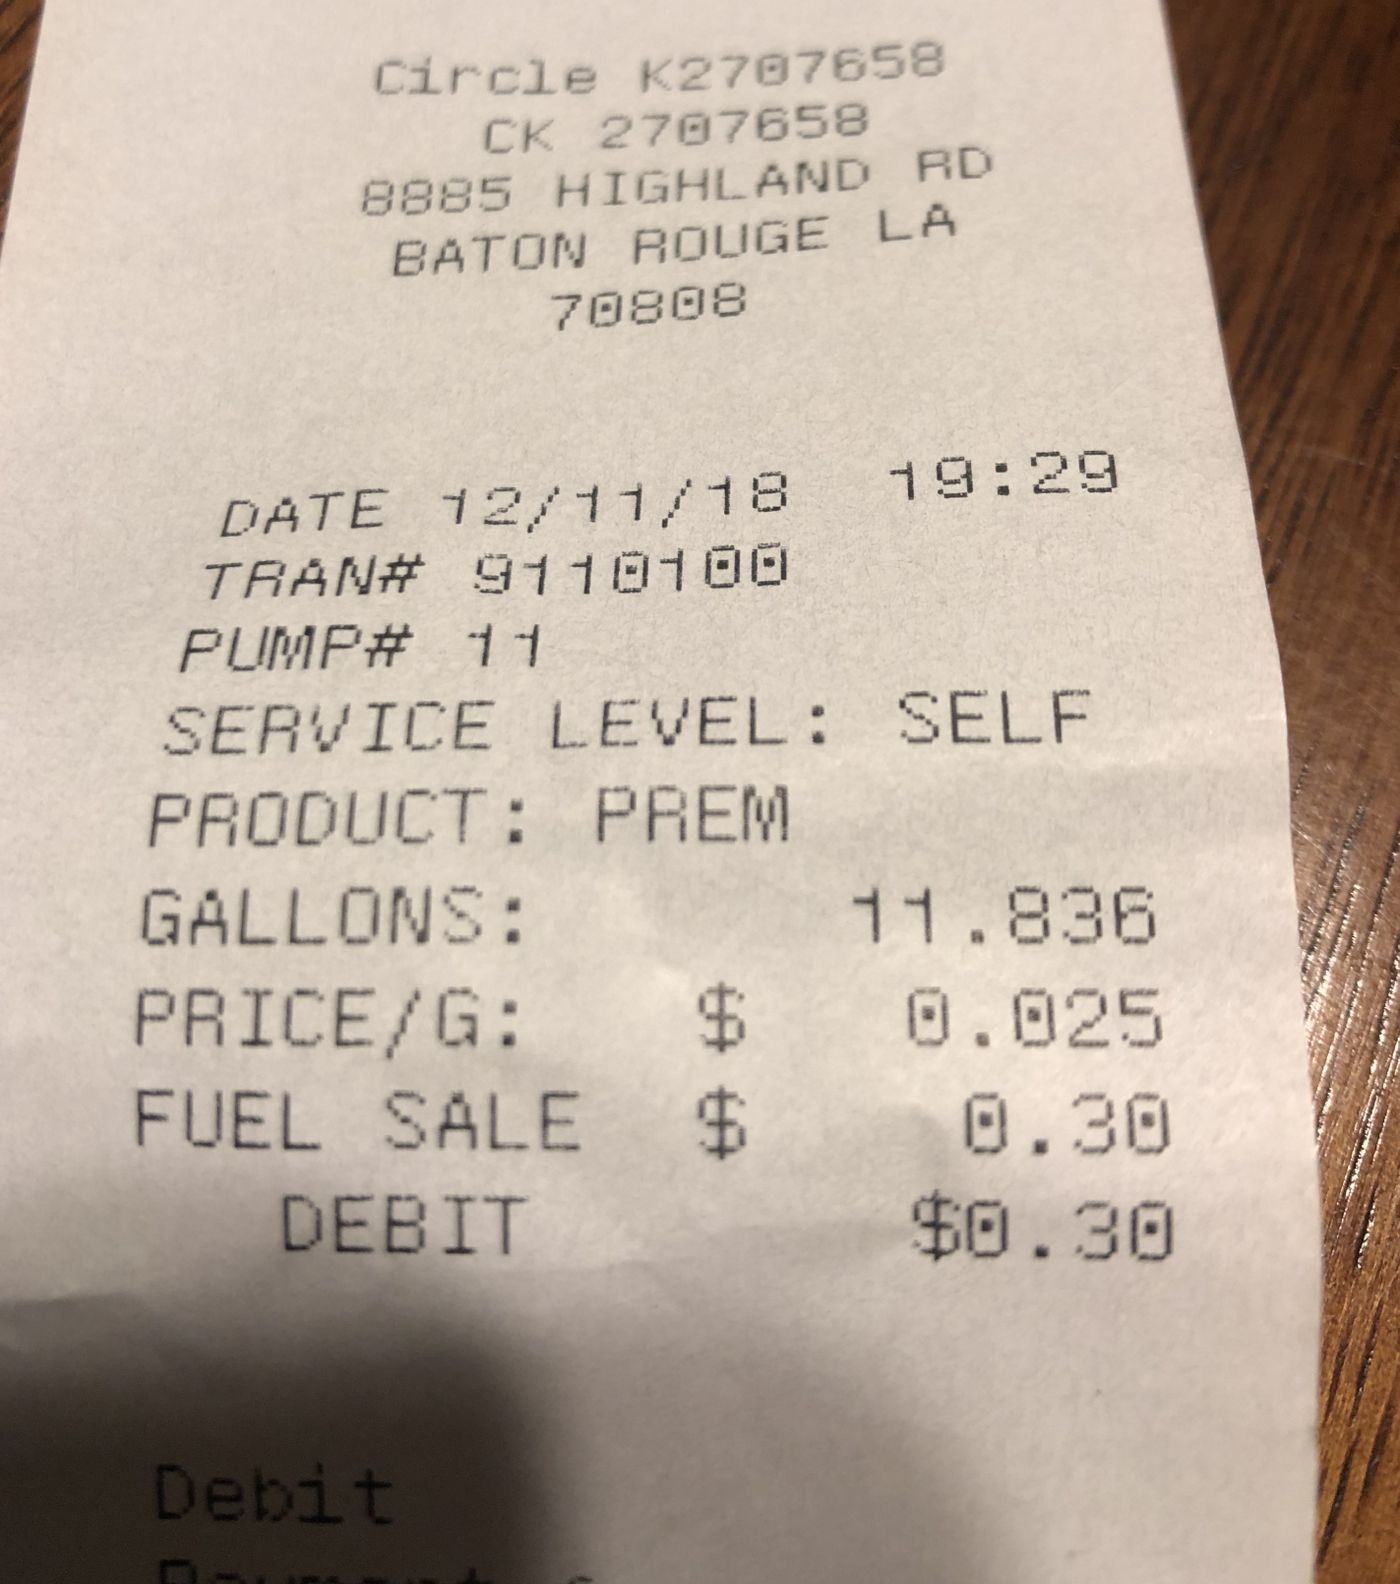 Circle K2707658
CK 2707658
8885 HIGHLAND RD
BATON ROUGE LA
70808
DATE 12/11/18 19:29
TRAN# 9110100
PUMP# 11
SERVICE LEVEL: SELF
PRODUCT: PREM
GALLONS: 11.836
PRICE/G: $ 0.025
FUEL SALE $ 0.30
DEBIT $0.30
Debit